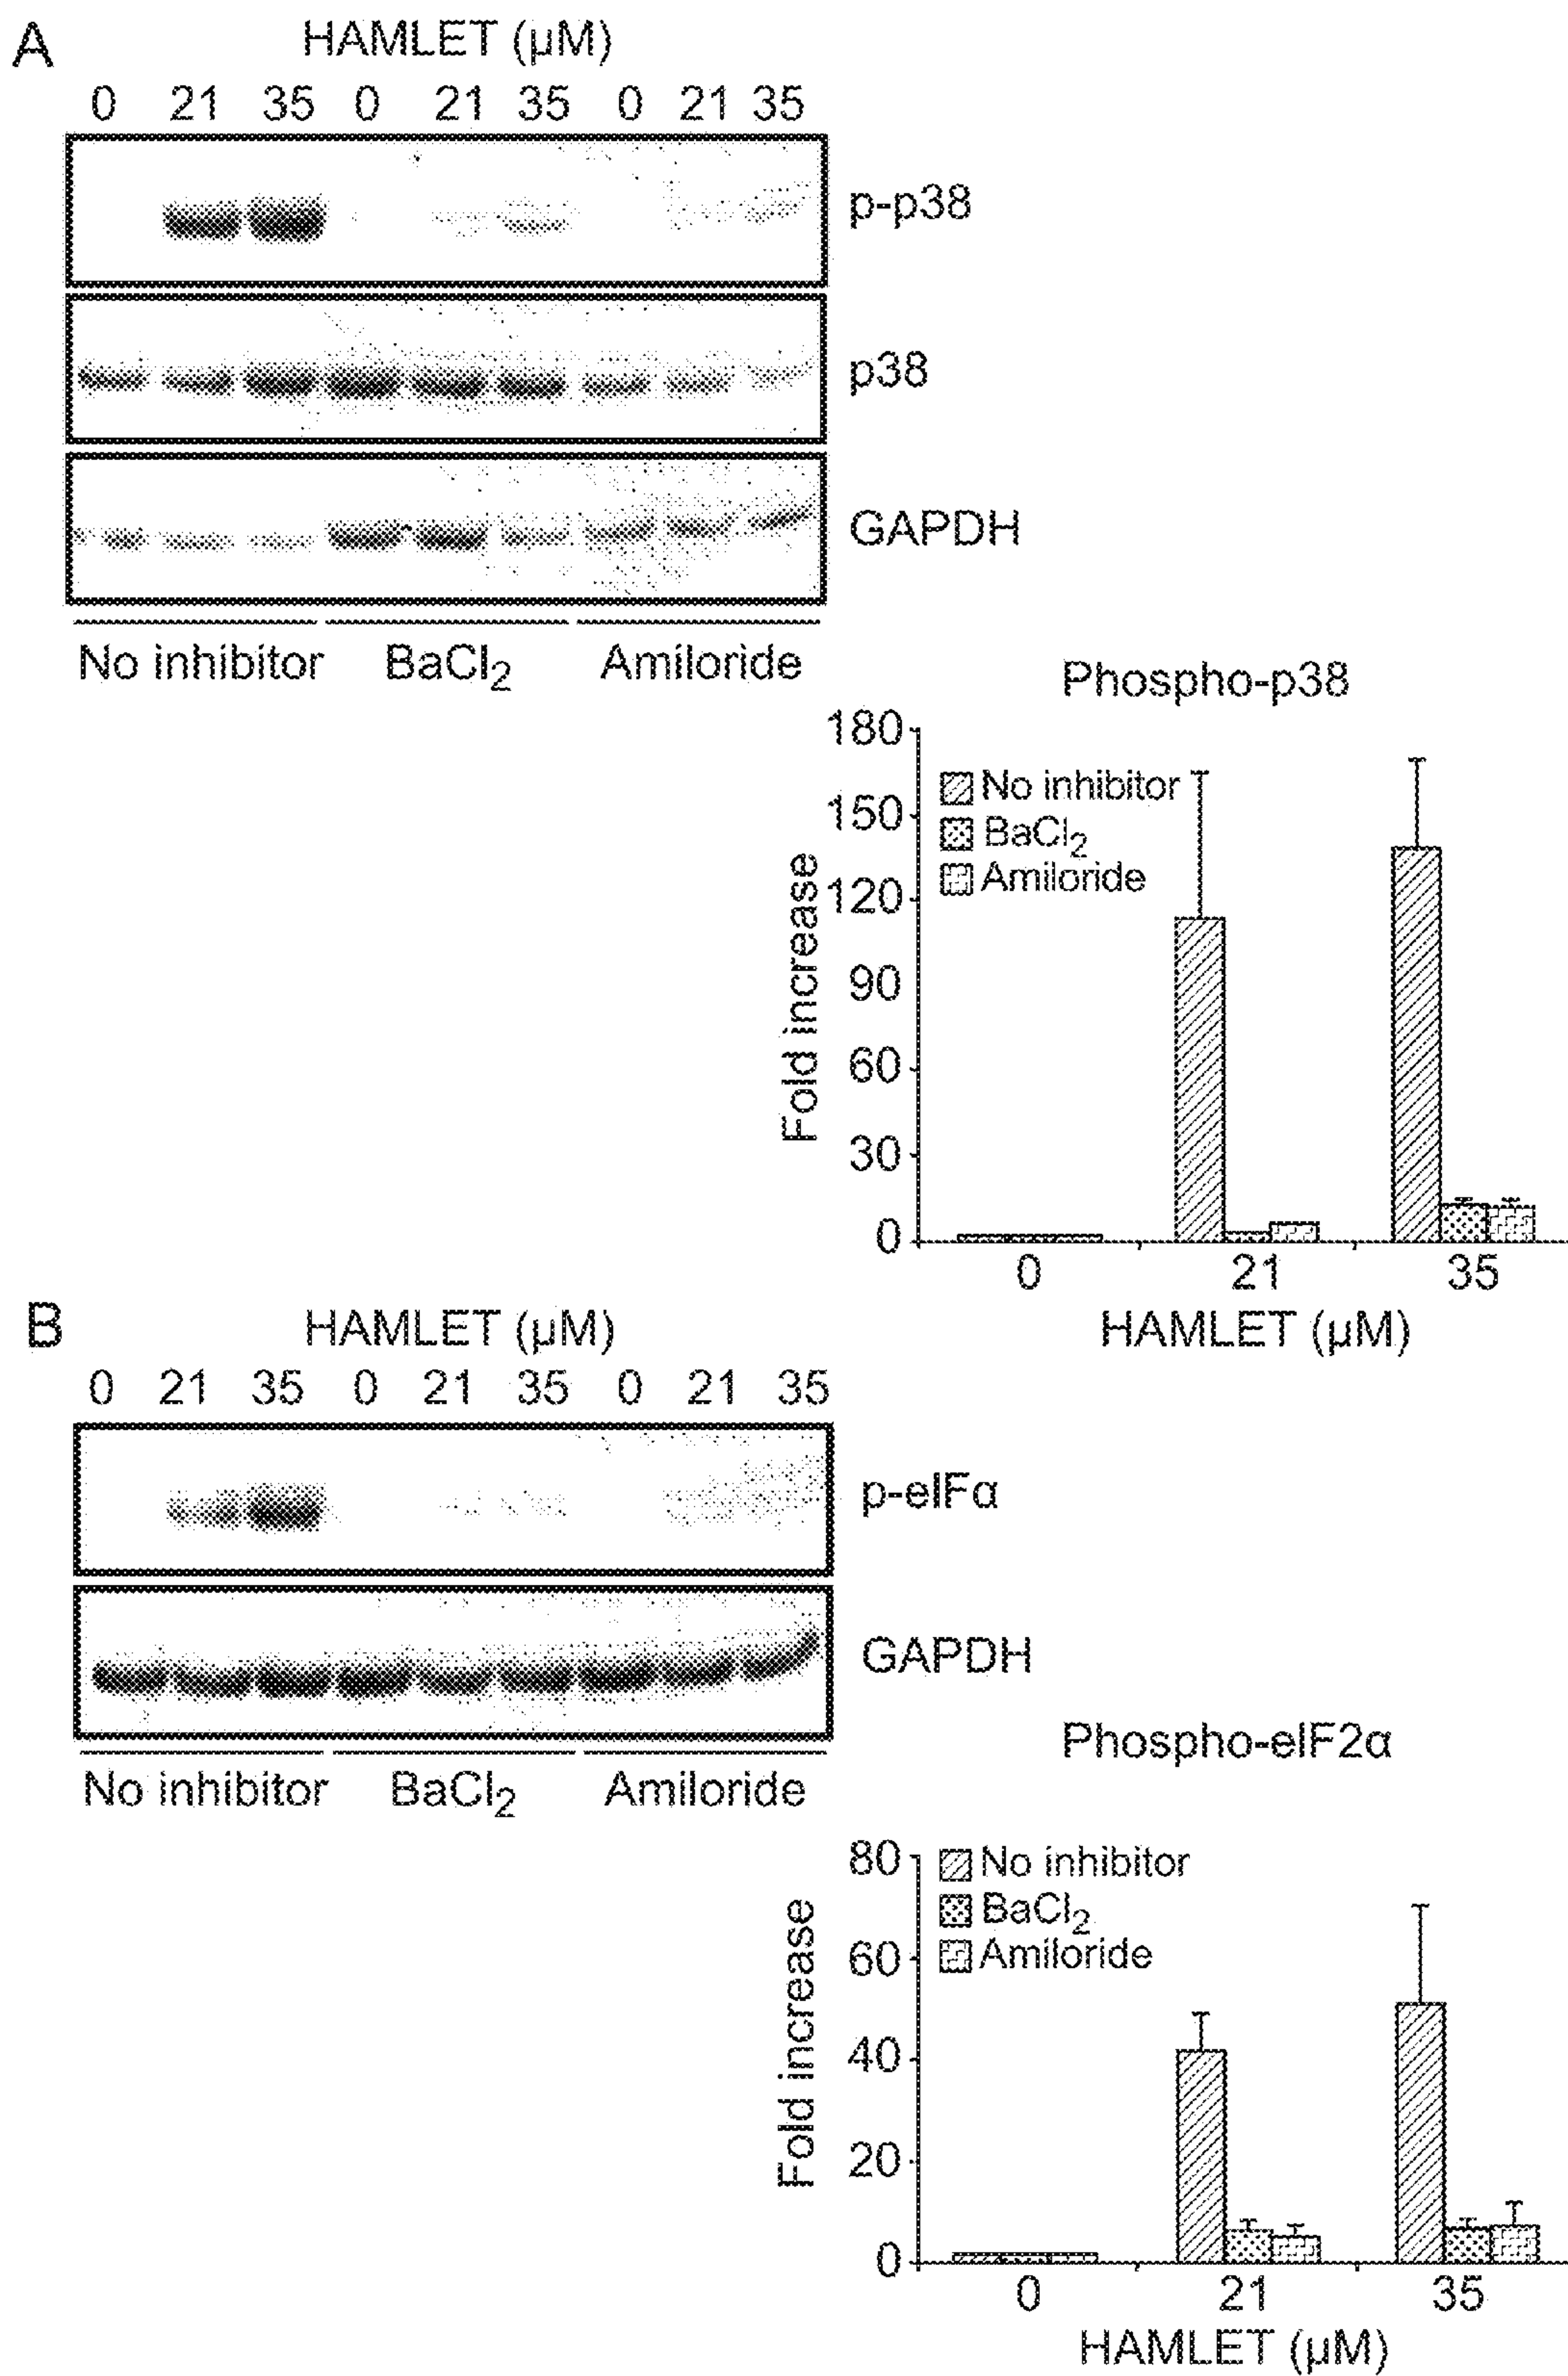 A
HAMLET (µM)
0 21 35 0 21 35 0 21 35
p-p38
p38
GAPDH
No inhibitor BaCl2 Amiloride
Phospho-p38
180
150
120
90
60
30
0
Fold increase
No inhibitor
BaCl2
Amiloride
0 21 35
HAMLET (µM)
B
HAMLET (µM)
0 21 35 0 21 35 0 21 35
p-eIFα
GAPDH
No inhibitor BaCl2 Amiloride
Phospho-eIF2α
80
60
40
20
0
Fold increase
No inhibitor
BaCl2
Amiloride
0 21 35
HAMLET (µM)